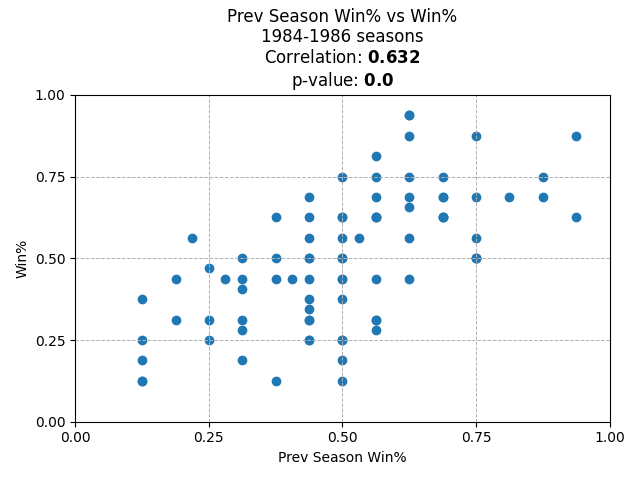 Prev Season Win% vs Win%
1984-1986 seasons
Correlation: 0.632
p-value: 0.0
1.00
0.75
0.50
0.25
0.00
Win%
0.00 0.25 0.50 0.75 1.00
Prev Season Win%